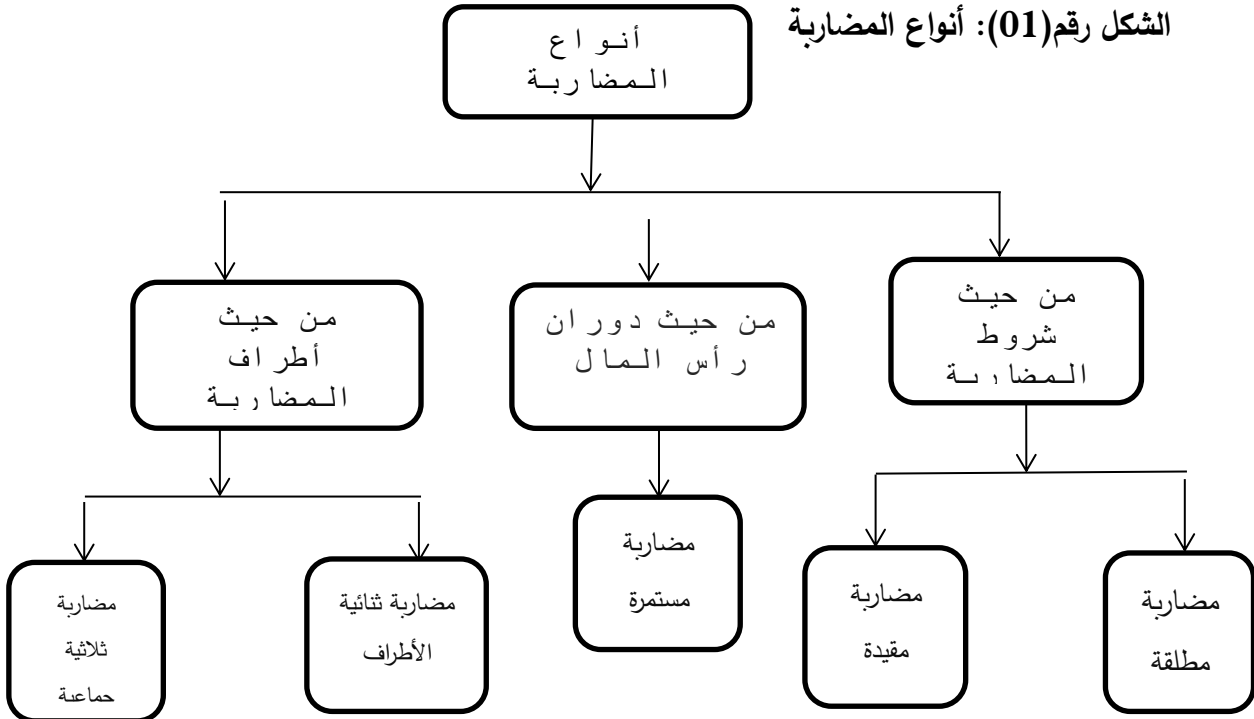 الشكل رقم(01): أنواع المضاربة
أنواع
المضاربة
من حيث
شروط
المضاربة
من حيث دوران
رأس المال
من حيث
أطراف
المضاربة
مضاربة
مطلقة
مضاربة
مقيدة
مضاربة
مستمرة
مضاربة ثنائية
الأطراف
مضاربة
ثلاثية
جماعية